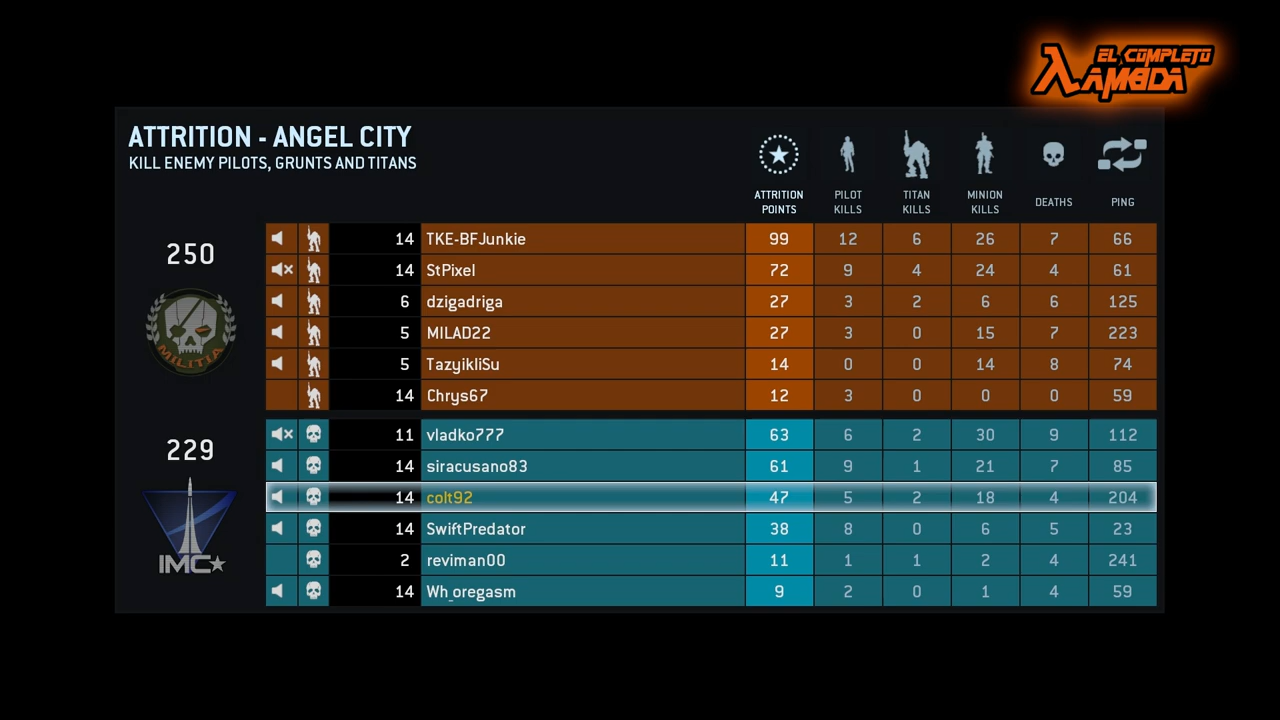 EL COMPLETO
LAMBDA
ATTRITION - ANGEL CITY
KILL ENEMY PILOTS, GRUNTS AND TITANS
ATTRITION POINTS PILOT KILLS TITAN KILLS MINION KILLS DEATHS PING
250
MILITIA
14 TKE-BFJunkie 99 12 6 26 7 66
14 StPixel 72 9 4 24 4 61
6 dzigadriga 27 3 2 6 6 125
5 MILAD22 27 3 0 15 7 223
5 TazyikliSu 14 0 0 14 8 74
14 Chrys67 12 3 0 0 0 59
229
IMC
11 vladko777 63 6 2 30 9 112
14 siracusano83 61 9 1 21 7 85
14 colt92 47 5 2 18 4 204
14 SwiftPredator 38 8 0 6 5 23
2 reviman00 11 1 1 2 4 241
14 Wh_oregasm 9 2 0 1 4 59